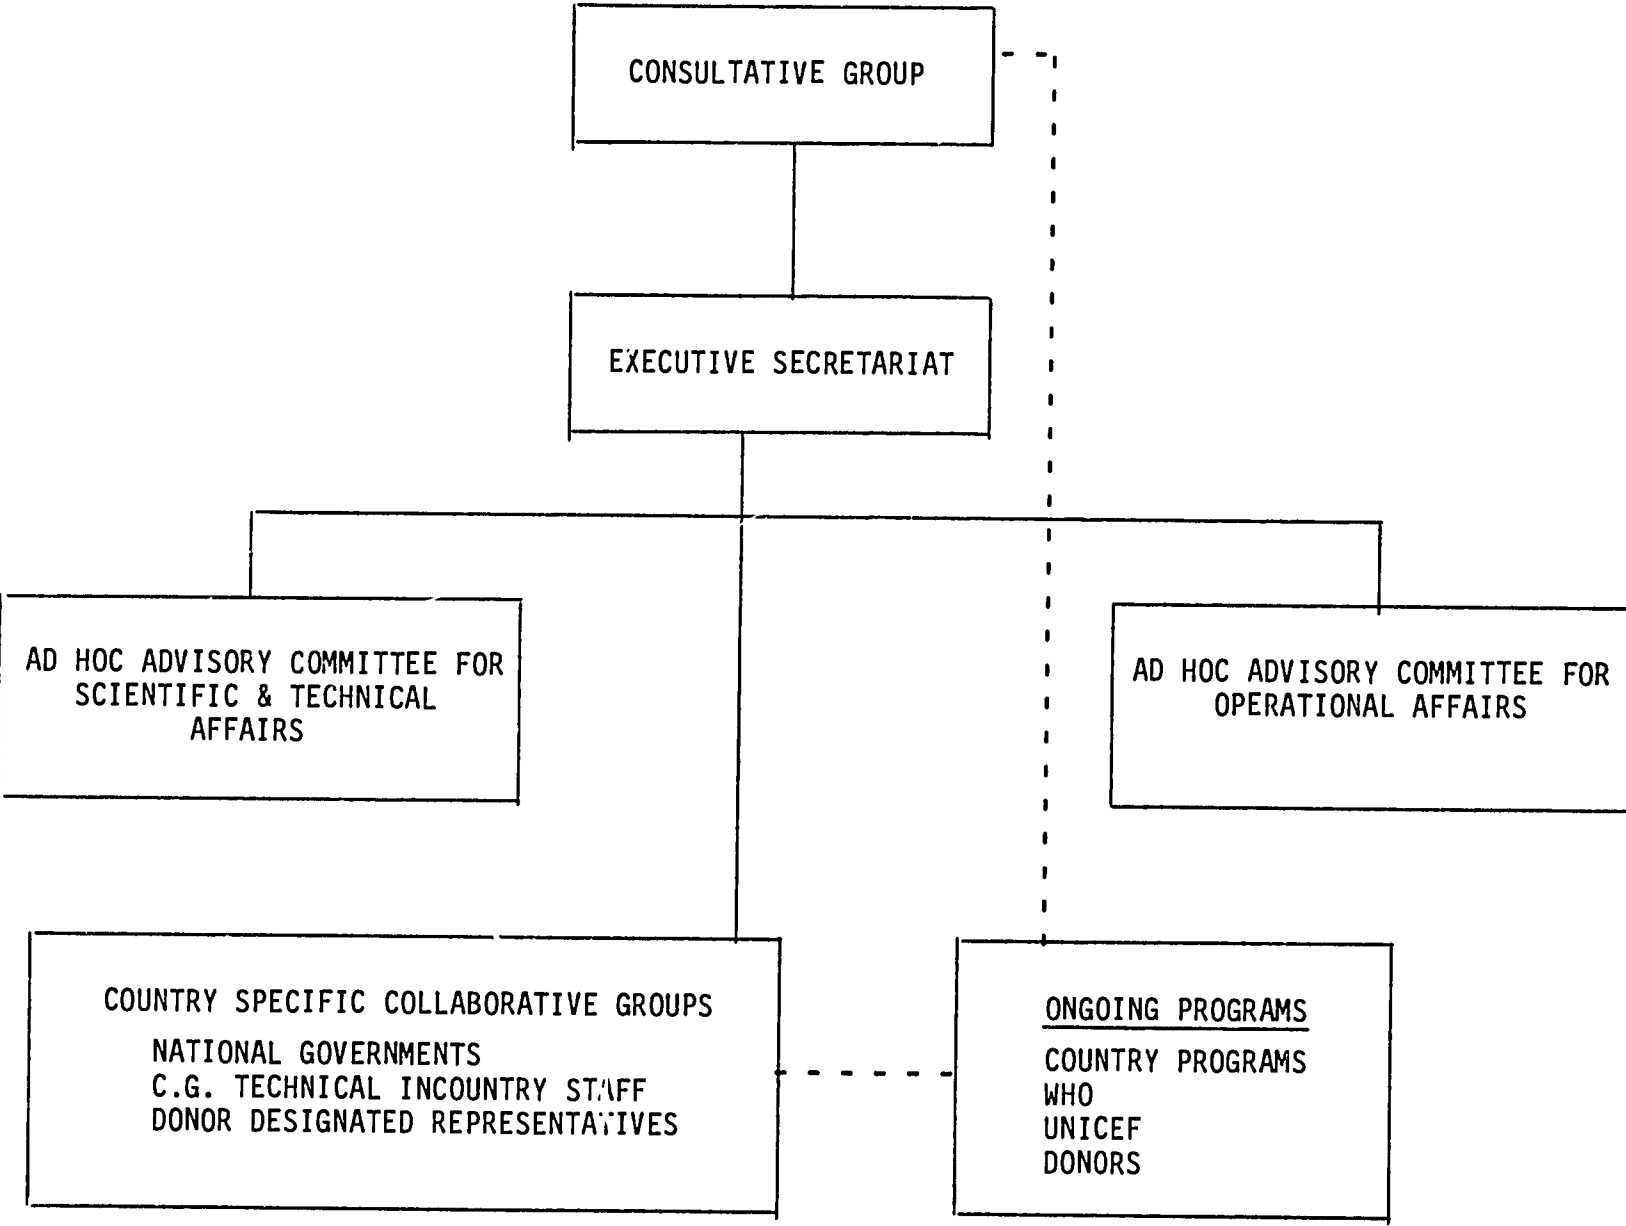 CONSULTATIVE GROUP
EXECUTIVE SECRETARIAT
AD HOC ADVISORY COMMITTEE FOR
SCIENTIFIC & TECHNICAL
AFFAIRS
AD HOC ADVISORY COMMITTEE FOR
OPERATIONAL AFFAIRS
COUNTRY SPECIFIC COLLABORATIVE GROUPS
NATIONAL GOVERNMENTS
C.G. TECHNICAL INCOUNTRY STAFF
DONOR DESIGNATED REPRESENTATIVES
ONGOING PROGRAMS
COUNTRY PROGRAMS
WHO
UNICEF
DONORS